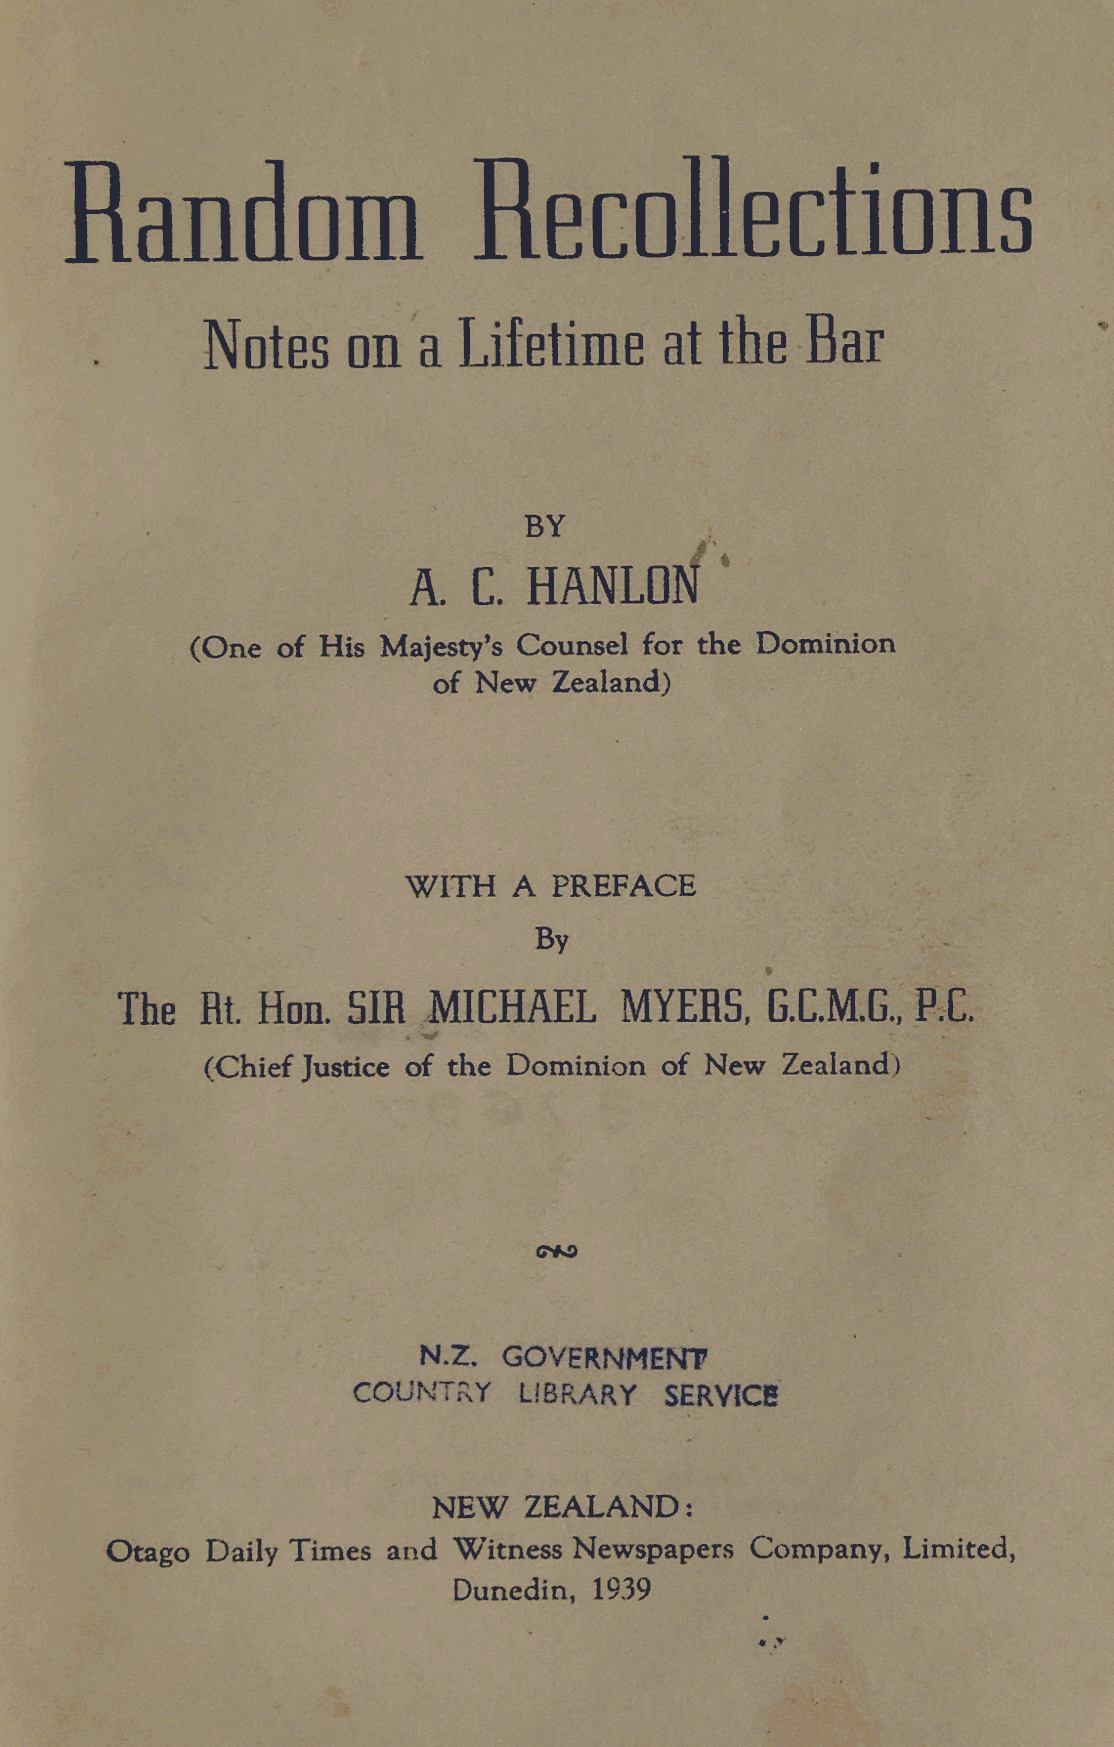 Random Recollections
Notes on a Lifetime at the Bar
BY
A. C. HANLON
(One of His Majesty's Counsel for the Dominion
of New Zealand)
WITH A PREFACE
By
The Rt. Hon. SIR MICHAEL MYERS, G.C.M.G., P.C.
(Chief Justice of the Dominion of New Zealand)
N.Z. GOVERNMENT
COUNTRY LIBRARY SERVICE
NEW ZEALAND:
Otago Daily Times and Witness Newspapers Company, Limited,
Dunedin, 1939